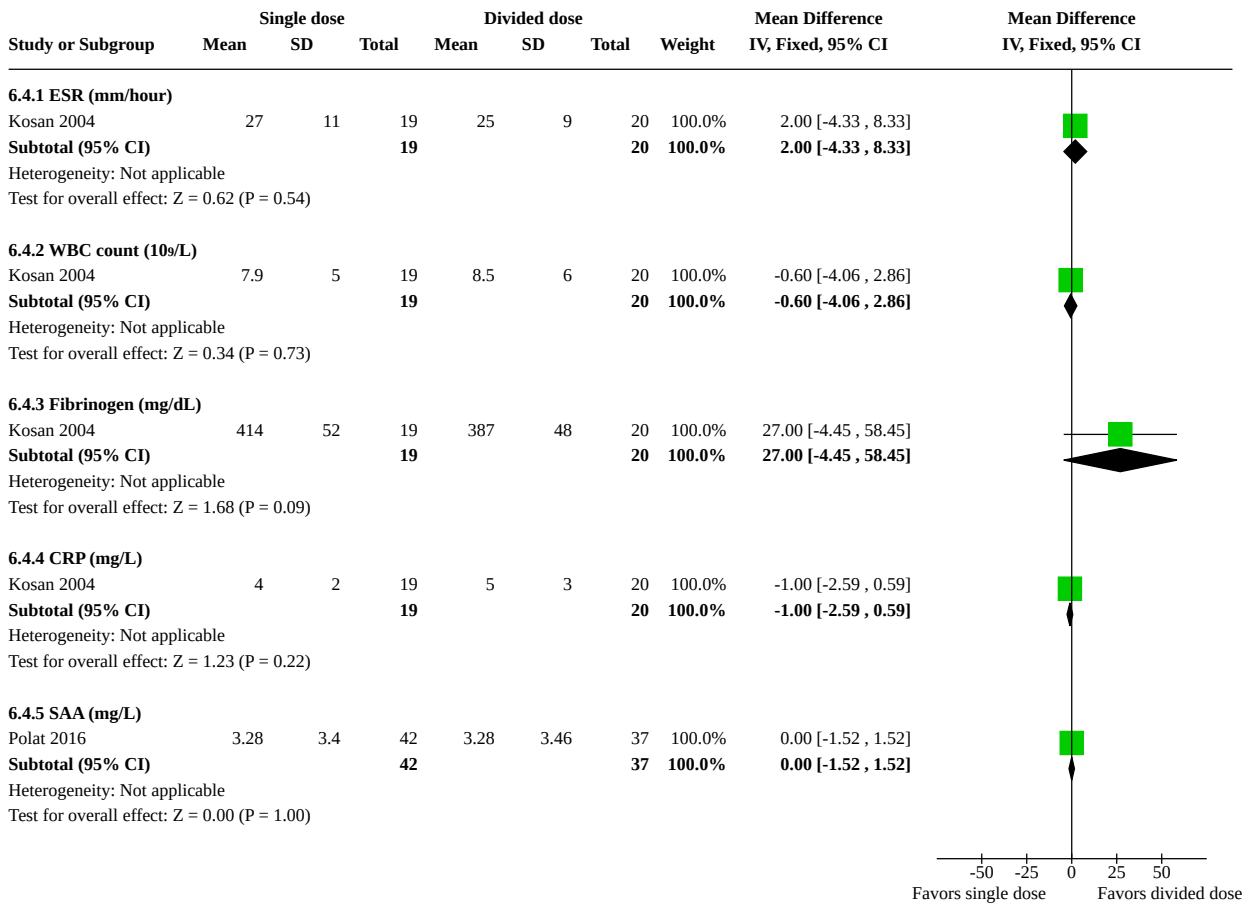 Single dose Divided dose Mean Difference Mean Difference
Study or Subgroup Mean SD Total Mean SD Total Weight IV, Fixed, 95% CI IV, Fixed, 95% CI
6.4.1 ESR (mm/hour)
Kosan 2004 27 11 19 25 9 20 100.0% 2.00 [-4.33 , 8.33]
Subtotal (95% CI) 19 20 100.0% 2.00 [-4.33 , 8.33]
Heterogeneity: Not applicable
Test for overall effect: Z = 0.62 (P = 0.54)
6.4.2 WBC count (10⁹/L)
Kosan 2004 7.9 5 19 8.5 6 20 100.0% -0.60 [-4.06 , 2.86]
Subtotal (95% CI) 19 20 100.0% -0.60 [-4.06 , 2.86]
Heterogeneity: Not applicable
Test for overall effect: Z = 0.34 (P = 0.73)
6.4.3 Fibrinogen (mg/dL)
Kosan 2004 414 52 19 387 48 20 100.0% 27.00 [-4.45 , 58.45]
Subtotal (95% CI) 19 20 100.0% 27.00 [-4.45 , 58.45]
Heterogeneity: Not applicable
Test for overall effect: Z = 1.68 (P = 0.09)
6.4.4 CRP (mg/L)
Kosan 2004 4 2 19 5 3 20 100.0% -1.00 [-2.59 , 0.59]
Subtotal (95% CI) 19 20 100.0% -1.00 [-2.59 , 0.59]
Heterogeneity: Not applicable
Test for overall effect: Z = 1.23 (P = 0.22)
6.4.5 SAA (mg/L)
Polat 2016 3.28 3.4 42 3.28 3.46 37 100.0% 0.00 [-1.52 , 1.52]
Subtotal (95% CI) 42 37 100.0% 0.00 [-1.52 , 1.52]
Heterogeneity: Not applicable
Test for overall effect: Z = 0.00 (P = 1.00)
-50 -25 0 25 50
Favors single dose Favors divided dose